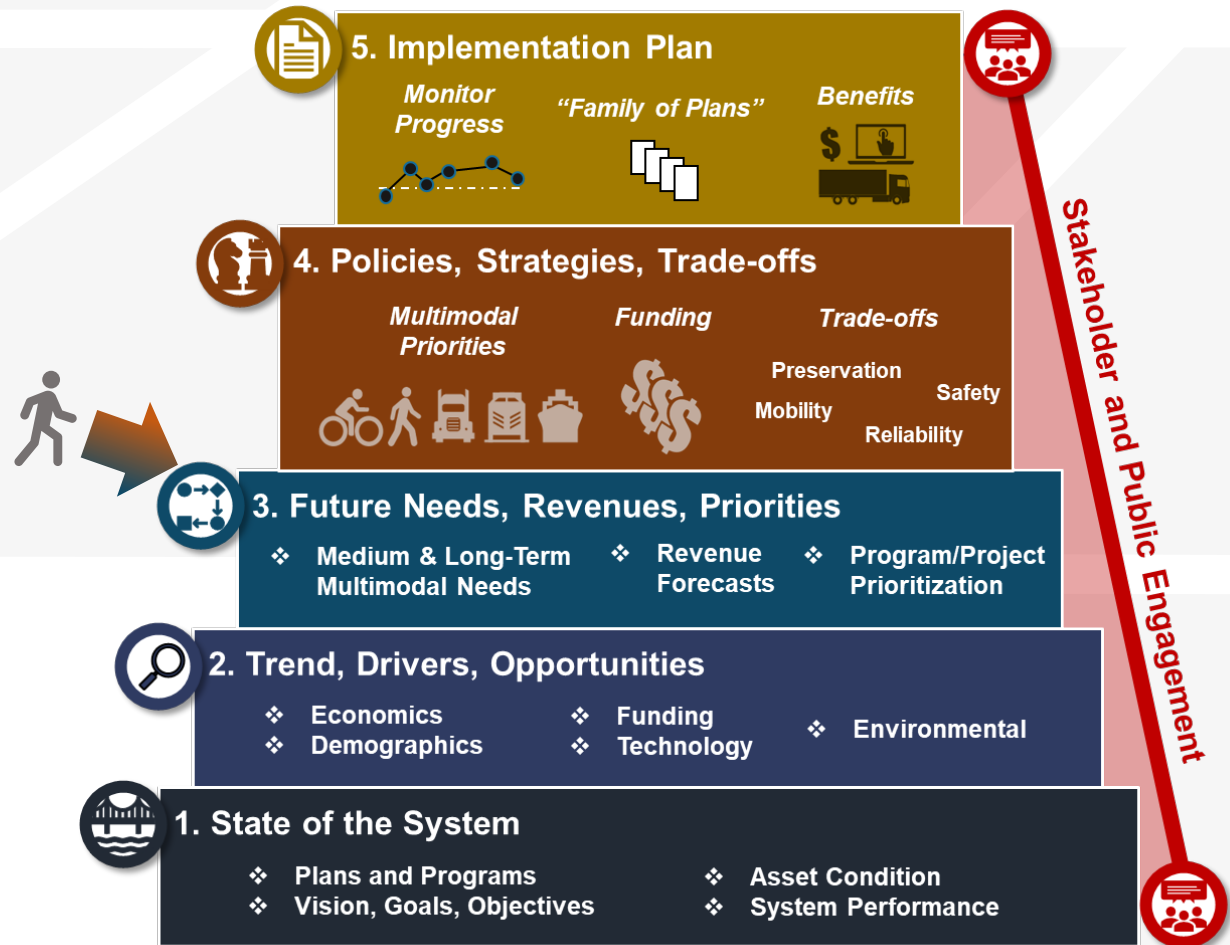 5. Implementation Plan
Monitor
Progress
“Family of Plans”
Benefits
$
4. Policies, Strategies, Trade-offs
Multimodal
Priorities
Funding
Trade-offs
$$$
Preservation
Safety
Mobility
Reliability
3. Future Needs, Revenues, Priorities
❖ Medium & Long-Term
Multimodal Needs
❖ Revenue
Forecasts
❖ Program/Project
Prioritization
2. Trend, Drivers, Opportunities
❖ Economics
❖ Demographics
❖ Funding
❖ Technology
❖ Environmental
1. State of the System
❖ Plans and Programs
❖ Vision, Goals, Objectives
❖ Asset Condition
❖ System Performance
Stakeholder and Public Engagement